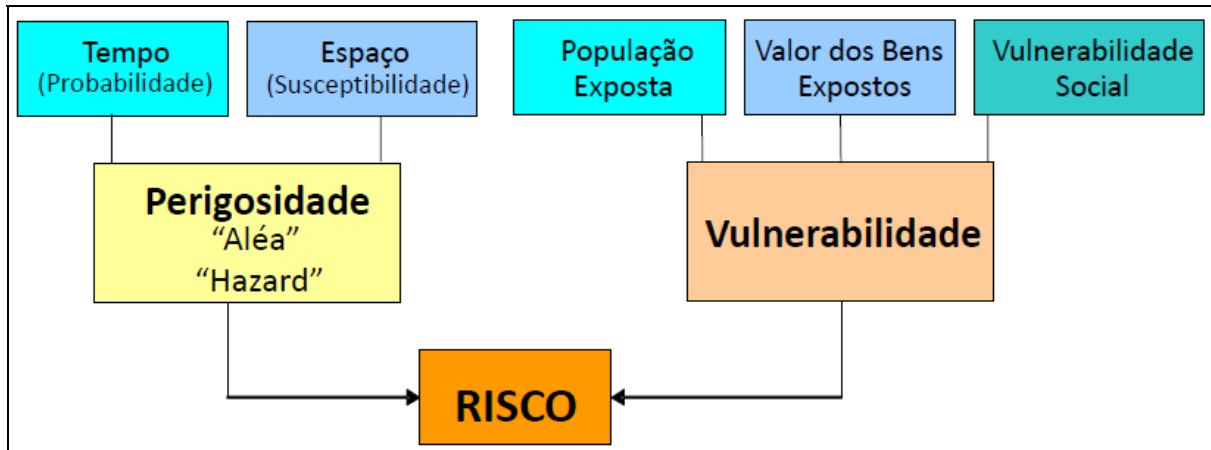 Tempo
(Probabilidade)
Espaço
(Susceptibilidade)
População
Exposta
Valor dos Bens
Expostos
Vulnerabilidade
Social
Perigosidade
“Aléa”
“Hazard”
Vulnerabilidade
RISCO